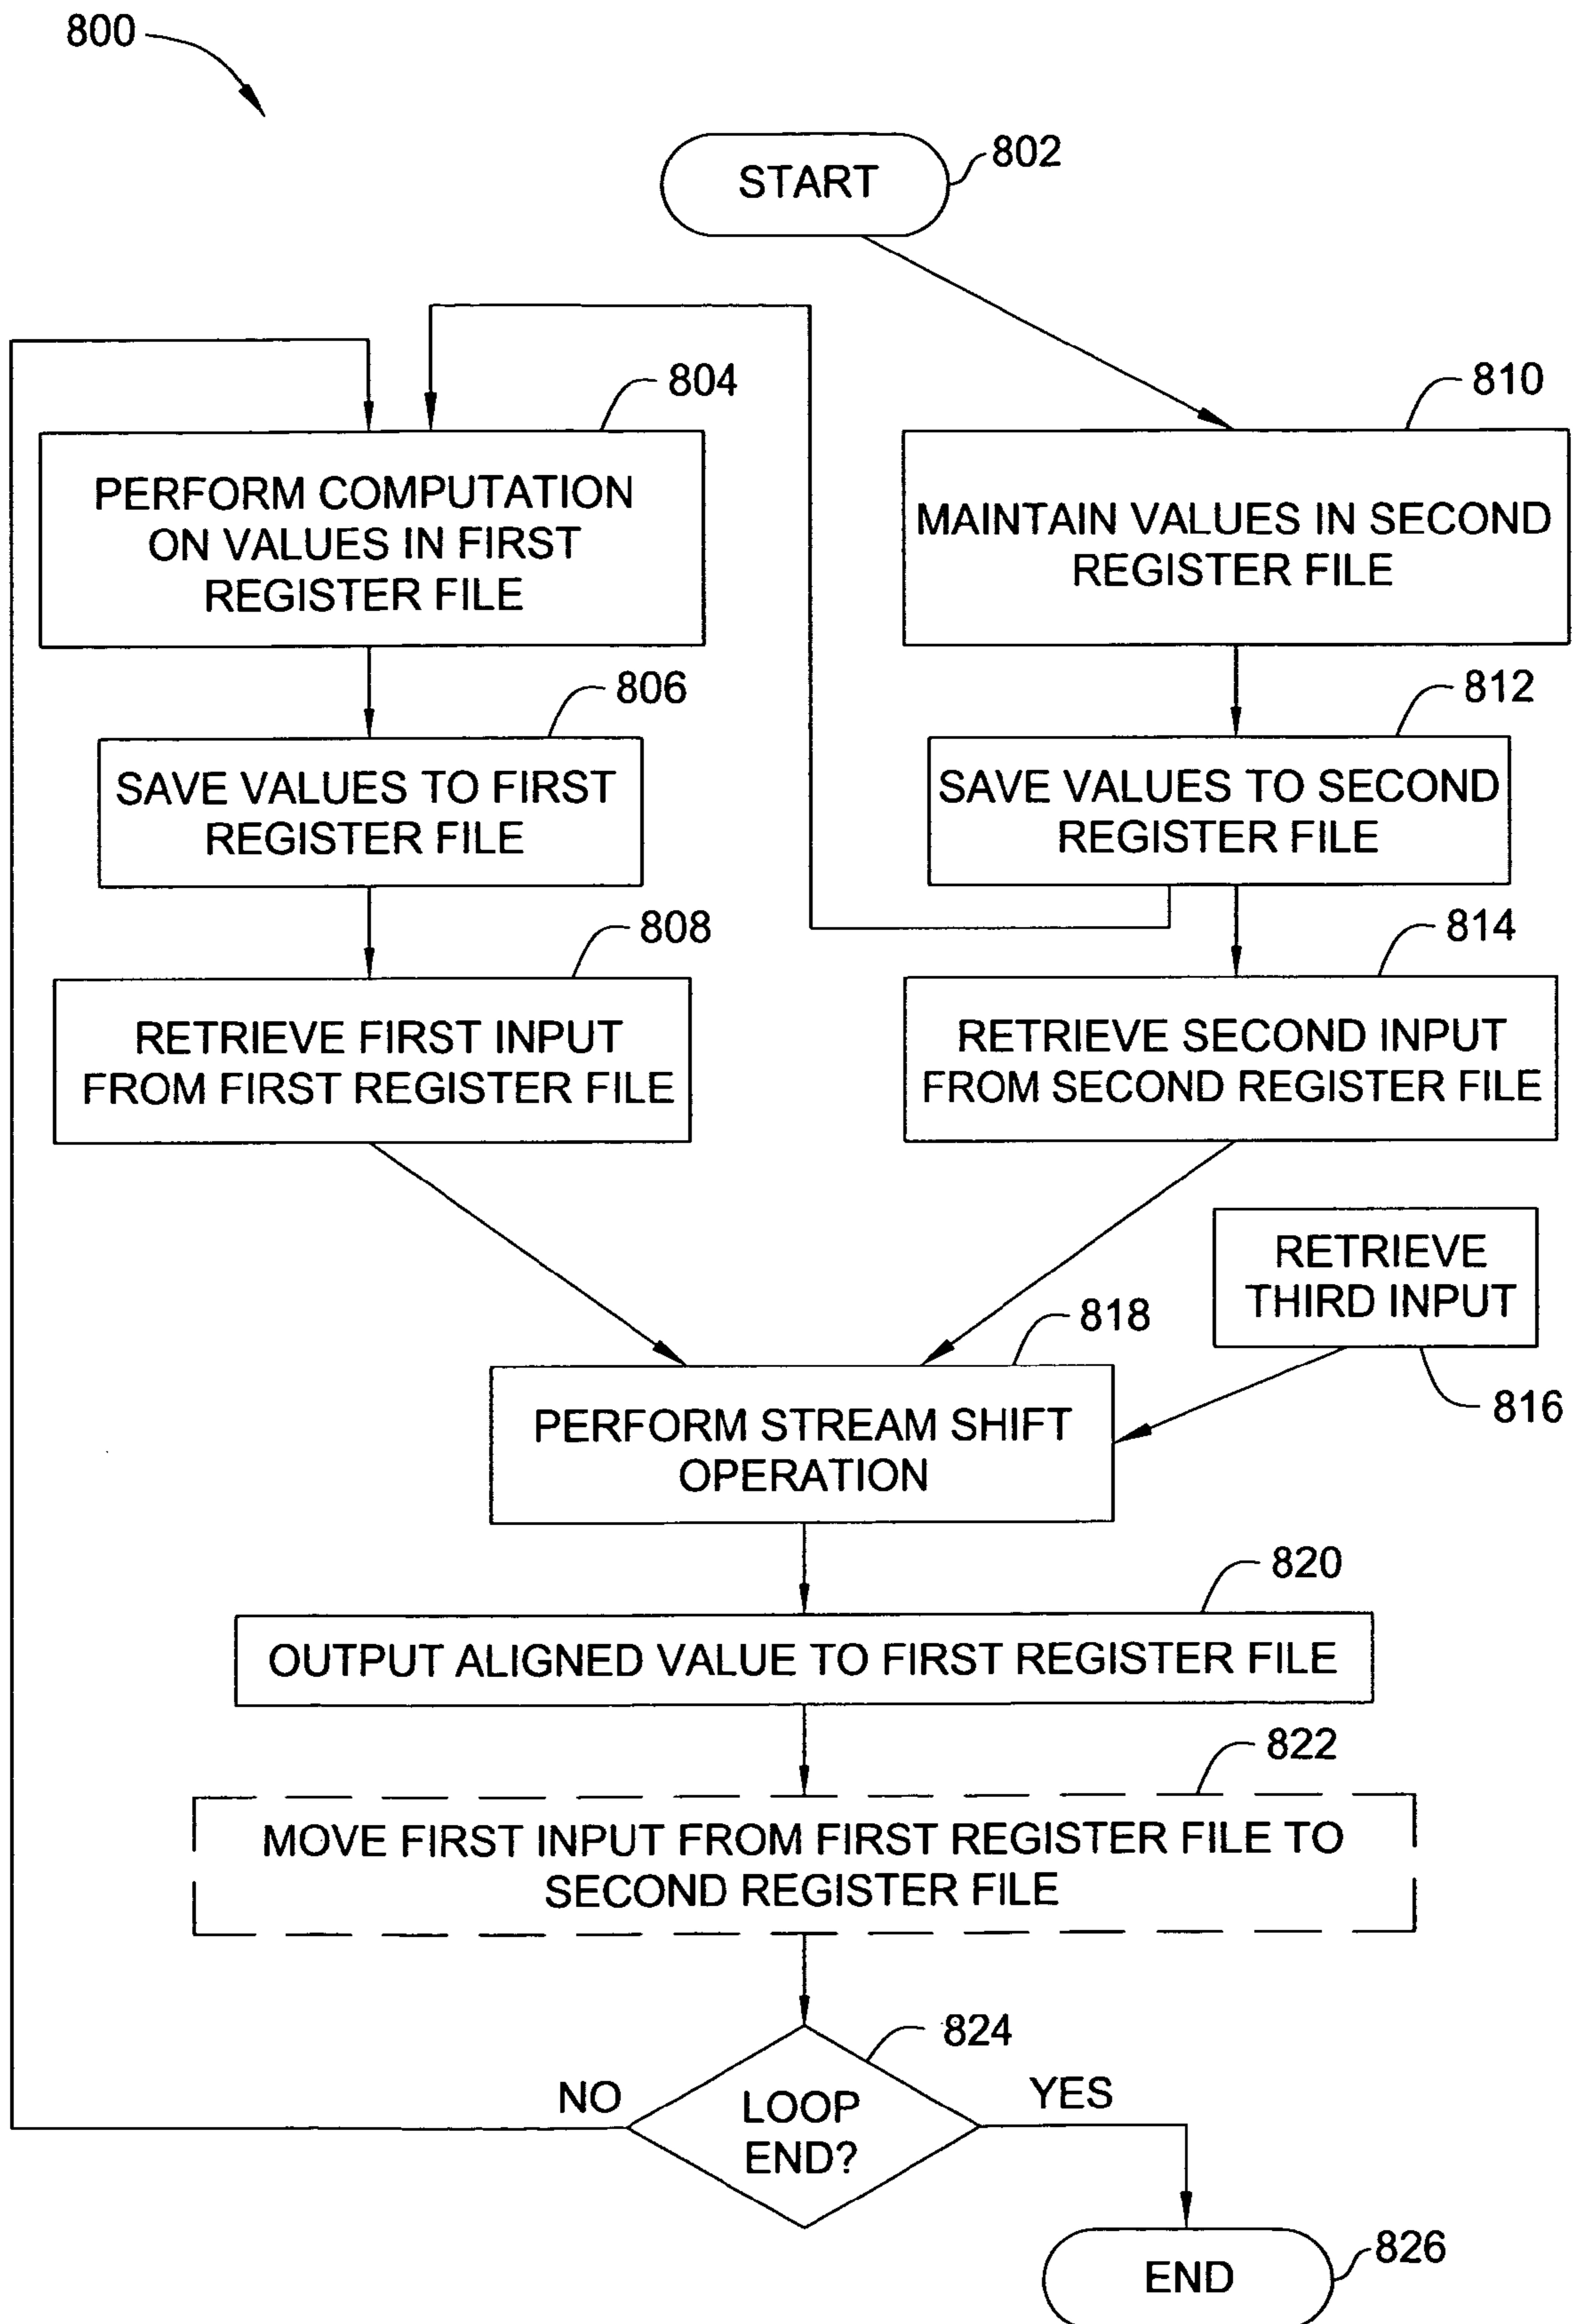 800
START
802
804
PERFORM COMPUTATION
ON VALUES IN FIRST
REGISTER FILE
810
MAINTAIN VALUES IN SECOND
REGISTER FILE
806
SAVE VALUES TO FIRST
REGISTER FILE
812
SAVE VALUES TO SECOND
REGISTER FILE
808
RETRIEVE FIRST INPUT
FROM FIRST REGISTER FILE
814
RETRIEVE SECOND INPUT
FROM SECOND REGISTER FILE
RETRIEVE
THIRD INPUT
816
818
PERFORM STREAM SHIFT
OPERATION
820
OUTPUT ALIGNED VALUE TO FIRST REGISTER FILE
822
MOVE FIRST INPUT FROM FIRST REGISTER FILE TO
SECOND REGISTER FILE
824
NO
LOOP
END?
YES
826
END